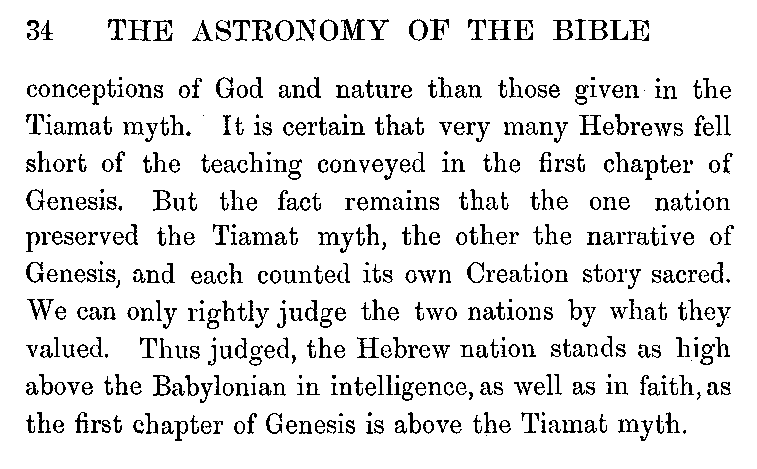 34 THE ASTRONOMY OF THE BIBLE
conceptions of God and nature than those given in the
Tiamat myth. It is certain that very many Hebrews fell
short of the teaching conveyed in the first chapter of
Genesis. But the fact remains that the one nation
preserved the Tiamat myth, the other the narrative of
Genesis, and each counted its own Creation story sacred.
We can only rightly judge the two nations by what they
valued. Thus judged, the Hebrew nation stands as high
above the Babylonian in intelligence, as well as in faith, as
the first chapter of Genesis is above the Tiamat myth.